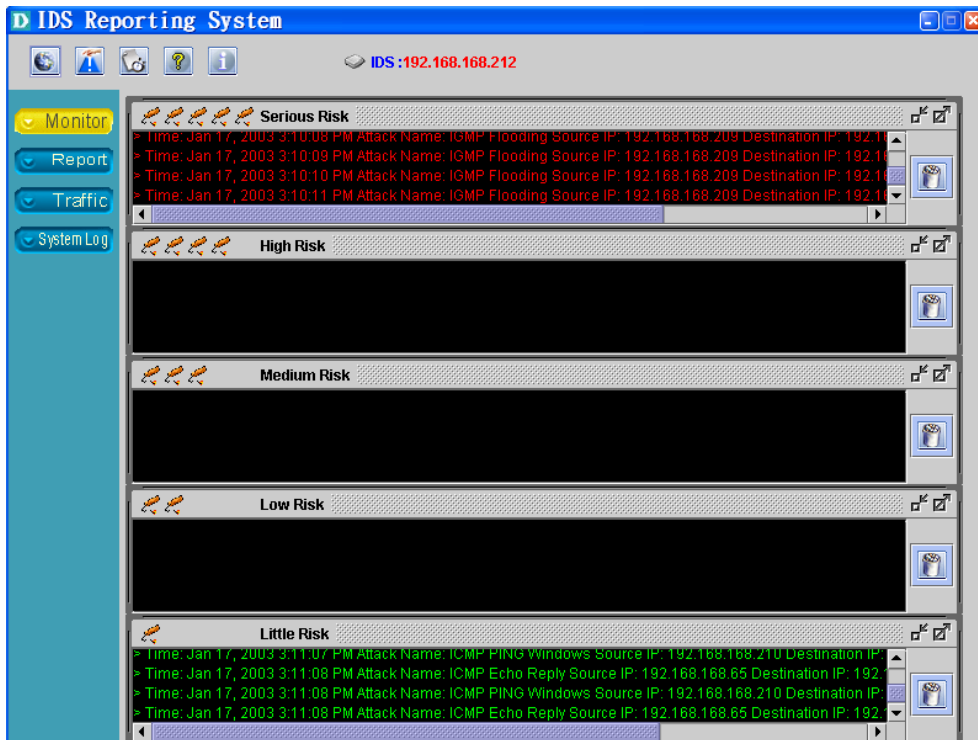 D IDS Reporting System
IDS :192.168.168.212
Monitor
Report
Traffic
System Log
Serious Risk
> Time: Jan 17, 2003 3:10:08 PM Attack Name: IGMP Flooding Source IP: 192.168.168.209 Destination IP: 192.1
> Time: Jan 17, 2003 3:10:09 PM Attack Name: IGMP Flooding Source IP: 192.168.168.209 Destination IP: 192.1
> Time: Jan 17, 2003 3:10:10 PM Attack Name: IGMP Flooding Source IP: 192.168.168.209 Destination IP: 192.1
> Time: Jan 17, 2003 3:10:11 PM Attack Name: IGMP Flooding Source IP: 192.168.168.209 Destination IP: 192.1
High Risk
Medium Risk
Low Risk
Little Risk
> Time: Jan 17, 2003 3:11:07 PM Attack Name: ICMP PING Windows Source IP: 192.168.168.210 Destination IP:
> Time: Jan 17, 2003 3:11:08 PM Attack Name: ICMP Echo Reply Source IP: 192.168.168.65 Destination IP: 192.
> Time: Jan 17, 2003 3:11:08 PM Attack Name: ICMP PING Windows Source IP: 192.168.168.210 Destination IP:
> Time: Jan 17, 2003 3:11:08 PM Attack Name: ICMP Echo Reply Source IP: 192.168.168.65 Destination IP: 192.